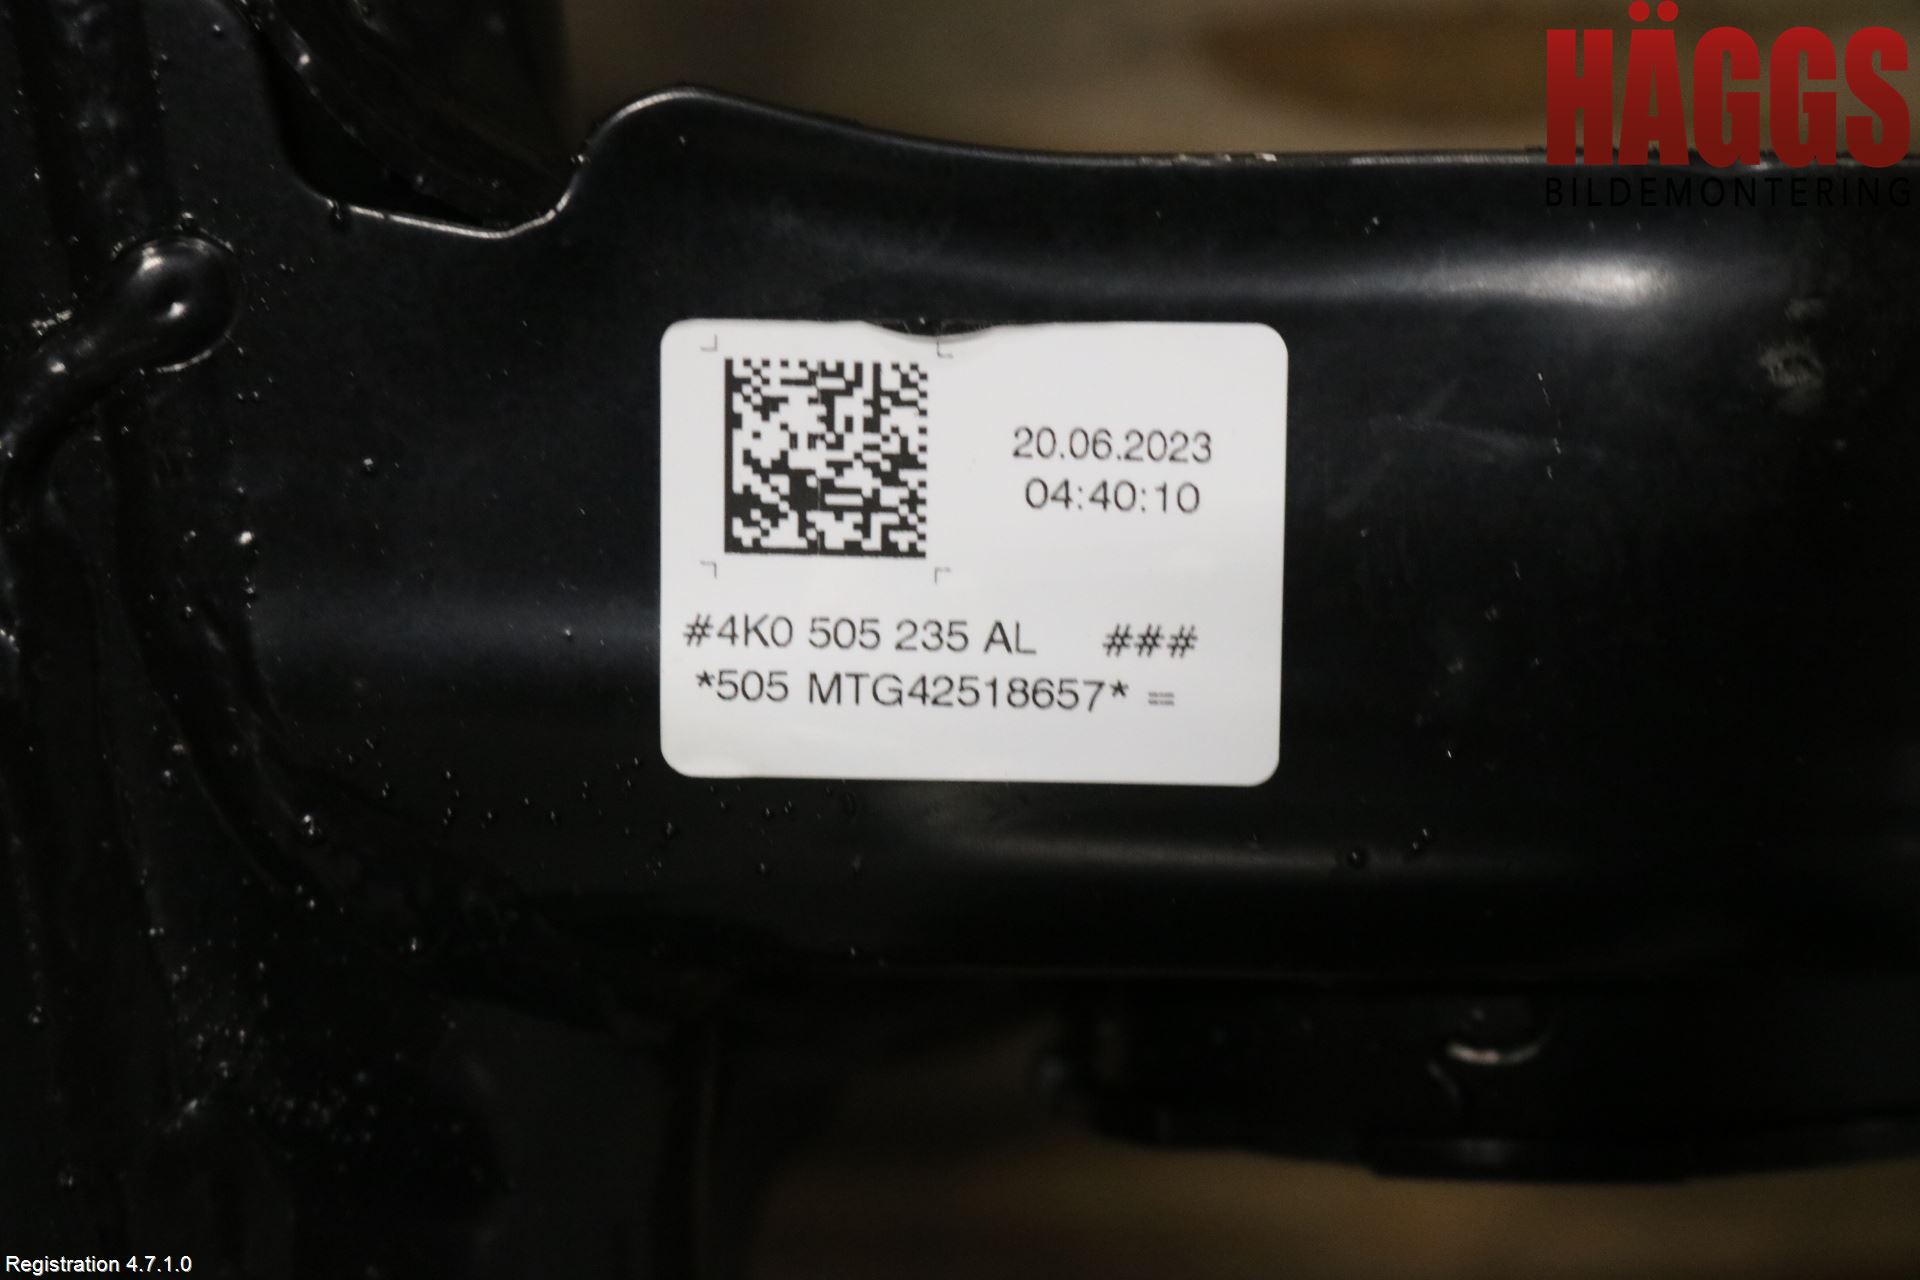 HÄGGS
BILDEMONTERING
20.06.2023
04:40:10
#4K0 505 235 AL ###
*505 MTG42518657* =
Registration 4.7.1.0